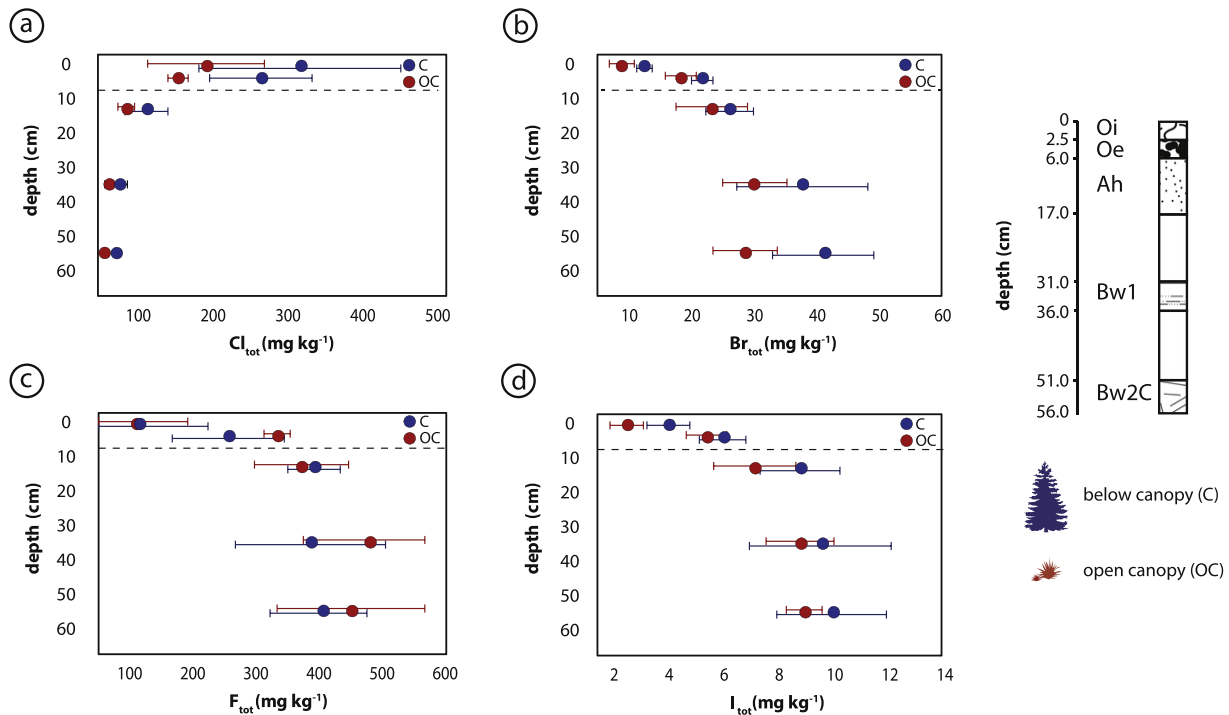 a
C
OC
0
10
20
30
40
50
60
depth (cm)
100
200
300
400
500
Cl_tot (mg kg⁻¹)
b
C
OC
0
10
20
30
40
50
60
depth (cm)
10
20
30
40
50
60
Br_tot (mg kg⁻¹)
c
C
OC
0
10
20
30
40
50
60
depth (cm)
100
200
300
400
500
600
F_tot (mg kg⁻¹)
d
C
OC
0
10
20
30
40
50
60
depth (cm)
2
4
6
8
10
12
14
I_tot (mg kg⁻¹)
depth (cm)
0
2.5
6.0
17.0
31.0
36.0
51.0
56.0
Oi
Oe
Ah
Bw1
Bw2C
below canopy (C)
open canopy (OC)